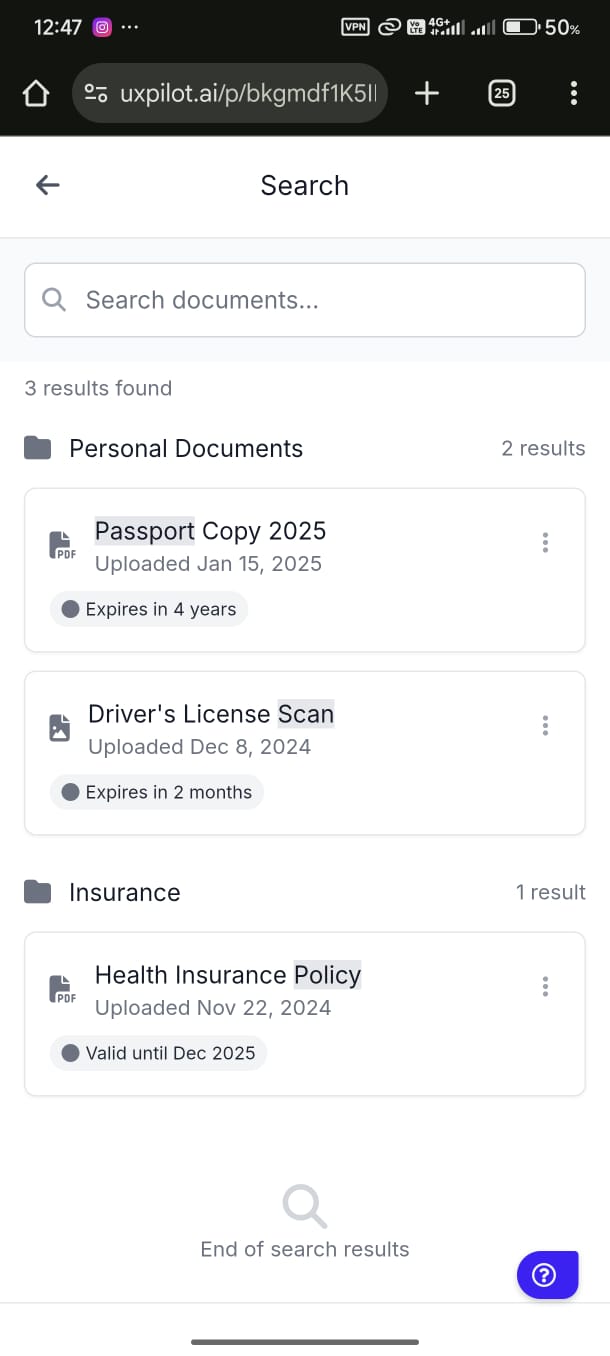 12:47
VPN
Vo
LTE
4G+
50%
uxpilot.ai/p/bkgmdf1K5
25
Search
Search documents...
3 results found
Personal Documents
2 results
Passport Copy 2025
PDF
Uploaded Jan 15, 2025
Expires in 4 years
Driver's License Scan
Uploaded Dec 8, 2024
Expires in 2 months
Insurance
1 result
Health Insurance Policy
PDF
Uploaded Nov 22, 2024
Valid until Dec 2025
End of search results
?